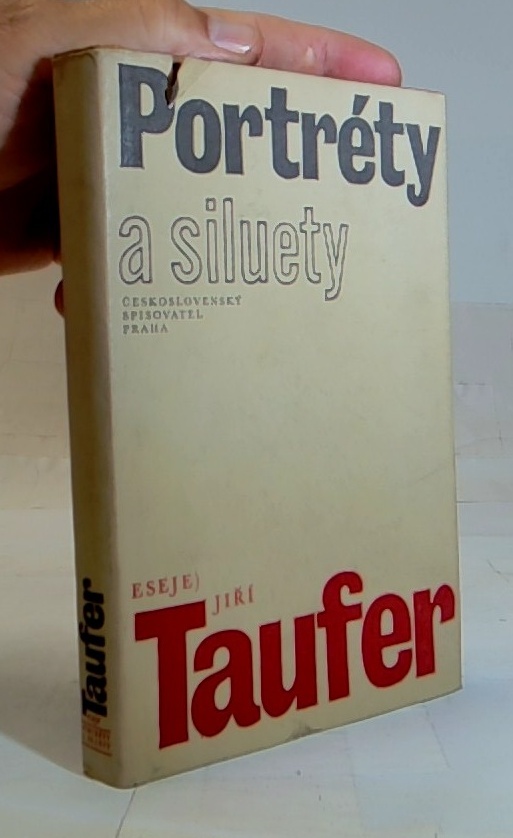 Portréty
a siluety
ČESKOSLOVENSKÝ
SPISOVATEL
PRAHA
ESEJE)
JIŘÍ
Taufer
Taufer